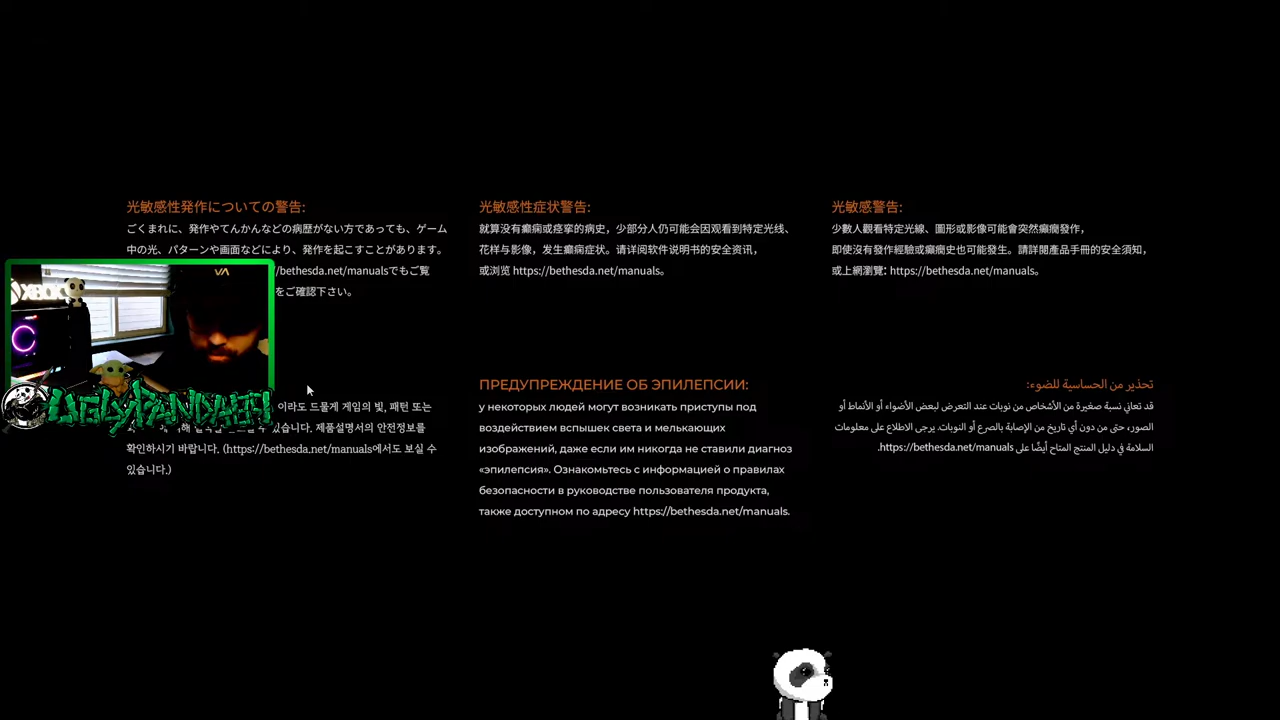 光敏感性発作についての警告:
ごくまれに、発作やてんかんなどの病歴がない方であっても、ゲーム
中の光、パターンや画面などにより、発作を起こすことがあります。
/bethesda.net/manualsでもご覧
をご確認下さい。
光敏感性症状警告:
就算没有癫痫或痉挛的病史，少部分人仍可能会因观看到特定光线、
花样与影像，发生癫痫症状。请详阅软件说明书的安全资讯，
或浏览 https://bethesda.net/manuals。
光敏感警告:
少數人觀看特定光線、圖形或影像可能會突然癲癇發作，
即使沒有發作經驗或癲癇史也可能發生。請詳閱產品手冊的安全須知，
或上網瀏覽: https://bethesda.net/manuals。
XBOX
UGLYPANDAH
이라도 드물게 게임의 빛, 패턴 또는
있습니다. 제품설명서의 안전정보를
확인하시기 바랍니다. (https://bethesda.net/manuals에서도 보실 수
있습니다.)
ПРЕДУПРЕЖДЕНИЕ ОБ ЭПИЛЕПСИИ:
у некоторых людей могут возникать приступы под
воздействием вспышек света и мелькающих
изображений, даже если им никогда не ставили диагноз
«эпилепсия». Ознакомьтесь с информацией о правилах
безопасности в руководстве пользователя продукта,
также доступном по адресу https://bethesda.net/manuals.
تحذير من الحساسية للضوء:
قد تعاني نسبة صغيرة من الأشخاص من نوبات عند التعرض لبعض الأضواء أو الأنماط أو
الصور، حتى من دون أي تاريخ من الإصابة بالصرع أو النوبات. يرجى الاطلاع على معلومات
السلامة في دليل المنتج المتاح أيضًا على https://bethesda.net/manuals.